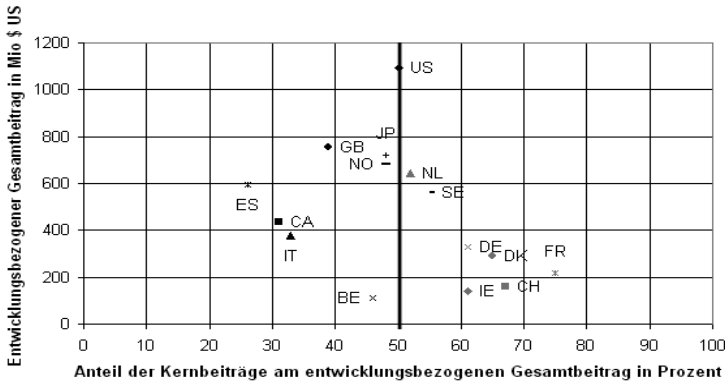 Entwicklungsbezogener Gesamtbeitrag in Mio $ US
1200
1000
800
600
400
200
0
US
JP
GB
NO
NL
SE
ES
CA
IT
DE
DK
FR
BE
IE
CH
0 10 20 30 40 50 60 70 80 90 100
Anteil der Kernbeiträge am entwicklungsbezogenen Gesamtbeitrag in Prozent